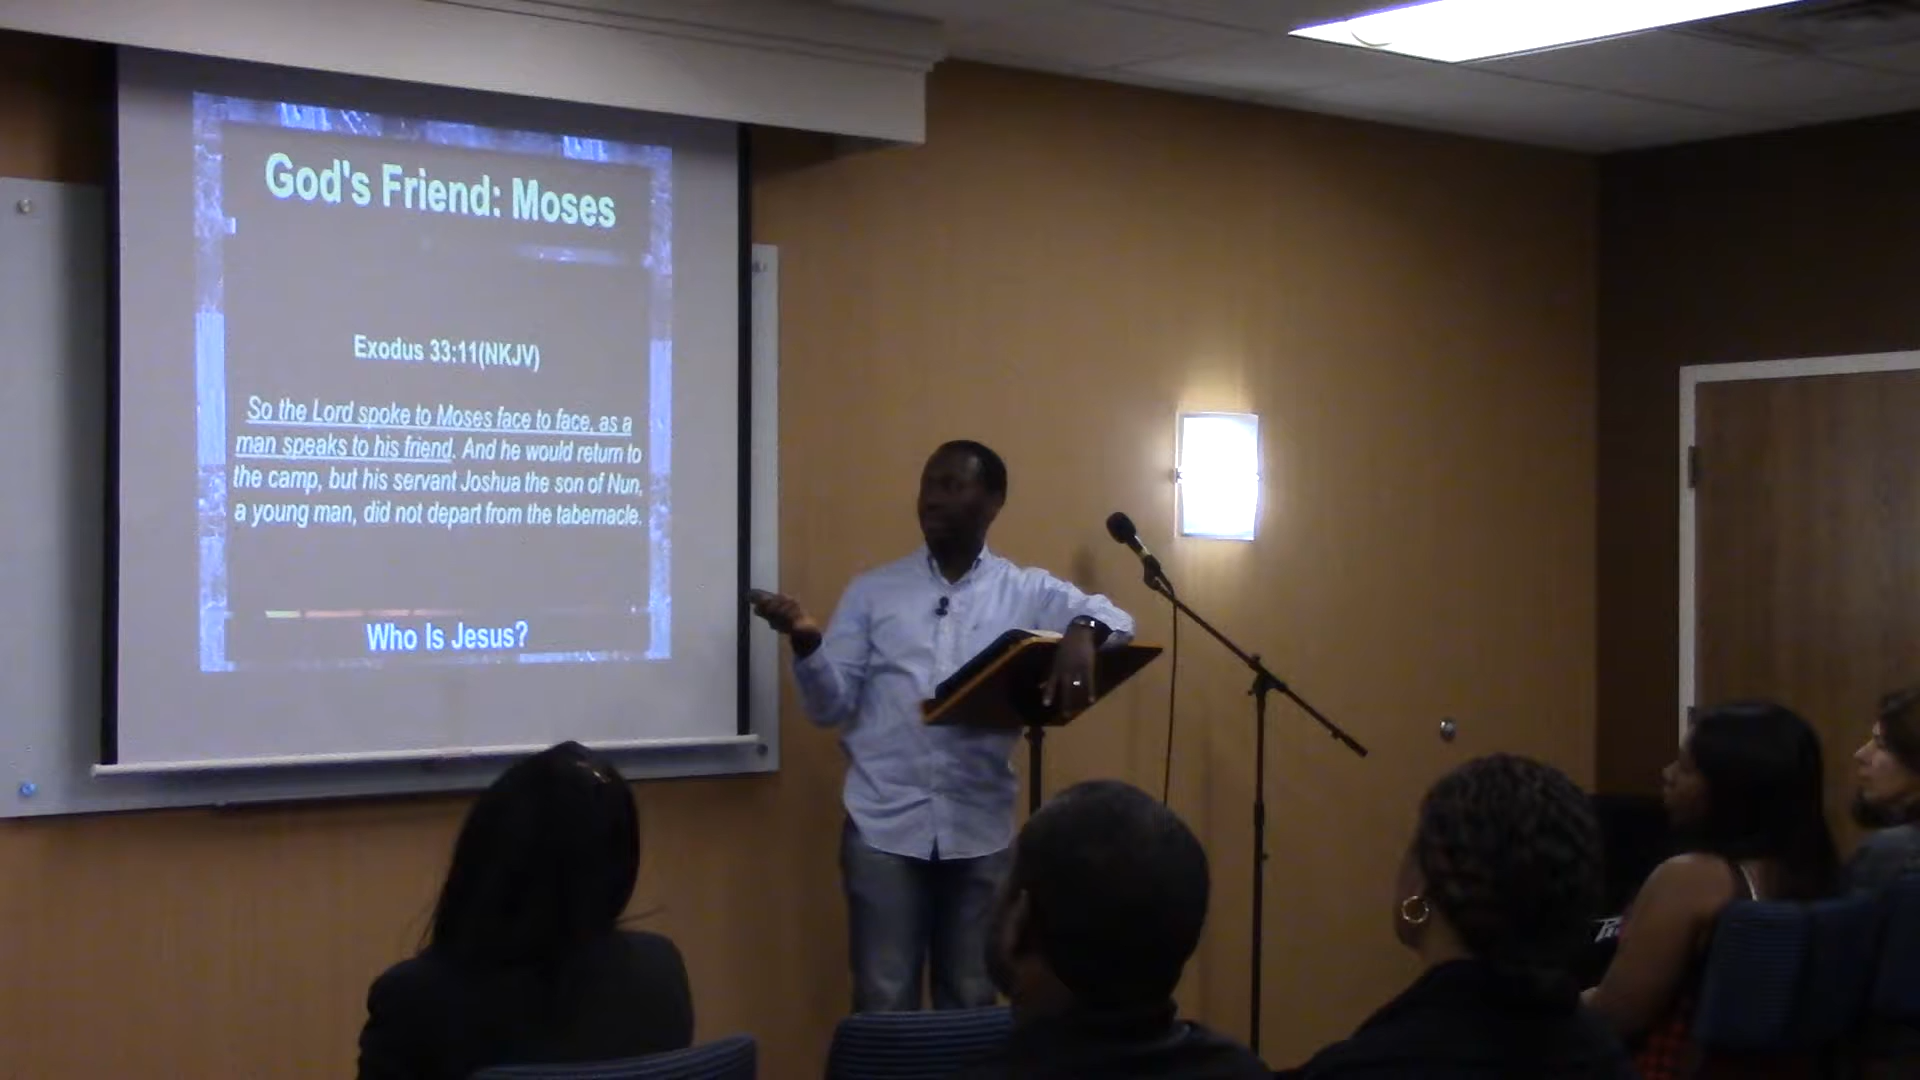 God's Friend: Moses
Exodus 33:11(NKJV)
So the Lord spoke to Moses face to face, as a
man speaks to his friend. And he would return to
the camp, but his servant Joshua the son of Nun,
a young man, did not depart from the tabernacle.
Who Is Jesus?